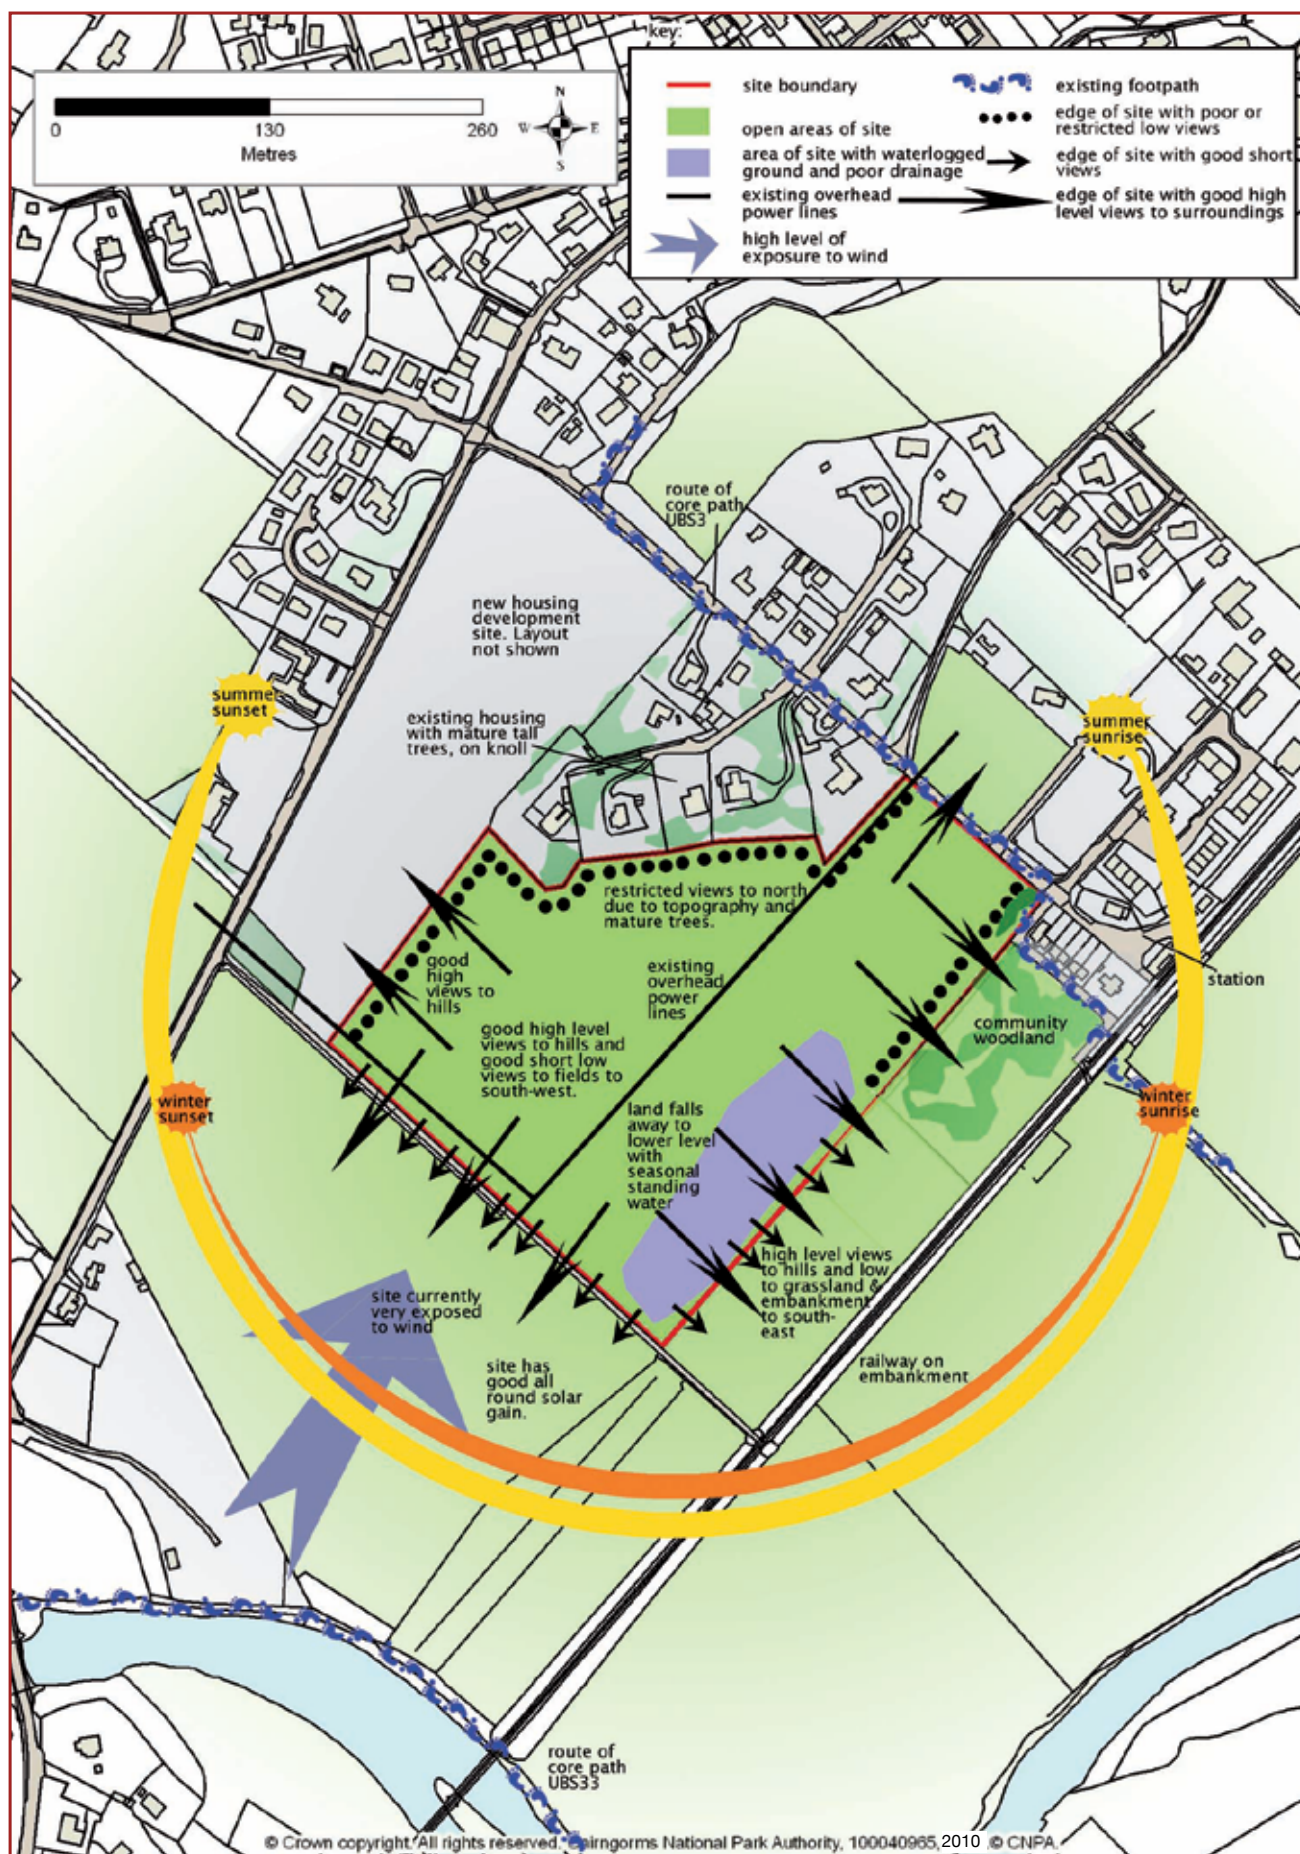 key:
site boundary
open areas of site
area of site with waterlogged
ground and poor drainage
existing overhead
power lines
high level of
exposure to wind
existing footpath
edge of site with poor or
restricted low views
edge of site with good short
views
edge of site with good high
level views to surroundings
0
130
260
Metres
N
W
E
S
route of
core path
UBS3
new housing
development
site. Layout
not shown
summer
sunset
summer
sunrise
existing housing
with mature tall
trees, on knoll
restricted views to north
due to topography and
mature trees.
good
high
views to
hills
existing
overhead
power
lines
station
good high level
views to hills and
good short low
views to fields to
south-west.
community
woodland
winter
sunset
winter
sunrise
land falls
away to
lower level
with
seasonal
standing
water
high level views
to hills and low
to grassland &
embankment
to south-
east
site currently
very exposed
to wind
site has
good all
round solar
gain.
railway on
embankment
route of
core path
UBS33
© Crown copyright. All rights reserved. Cairngorms National Park Authority, 100040965, 2010 .© CNPA.